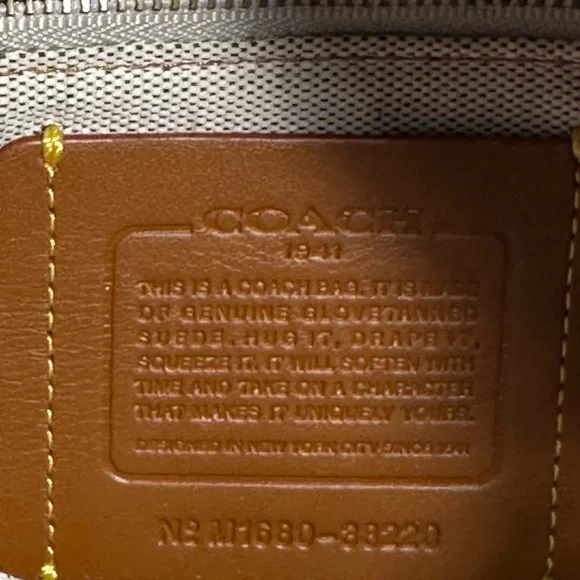 COACH
1941
THIS IS A COACH BAG. IT IS MADE
OF GENUINE GLOVETANNED
SUEDE. HUG IT, DRAPE IT,
SQUEEZE IT. IT WILL SOFTEN WITH
TIME AND TAKE ON A CHARACTER
THAT MAKES IT UNIQUELY YOURS.
DESIGNED IN NEW YORK CITY SINCE 1941
Nº M1680-38220